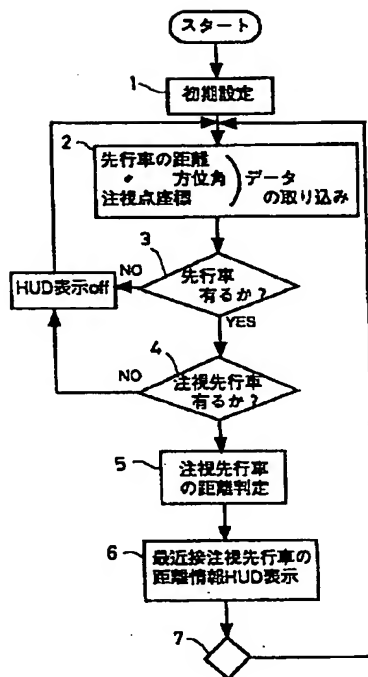 スタート
1
初期設定
2
先行車の距離
〃 方位角
注視点座標
データ
の取り込み
3
先行車
有るか?
NO
HUD表示off
YES
4
注視先行車
有るか?
NO
5
注視先行車
の距離判定
6
最近接注視先行車の
距離情報HUD表示
7